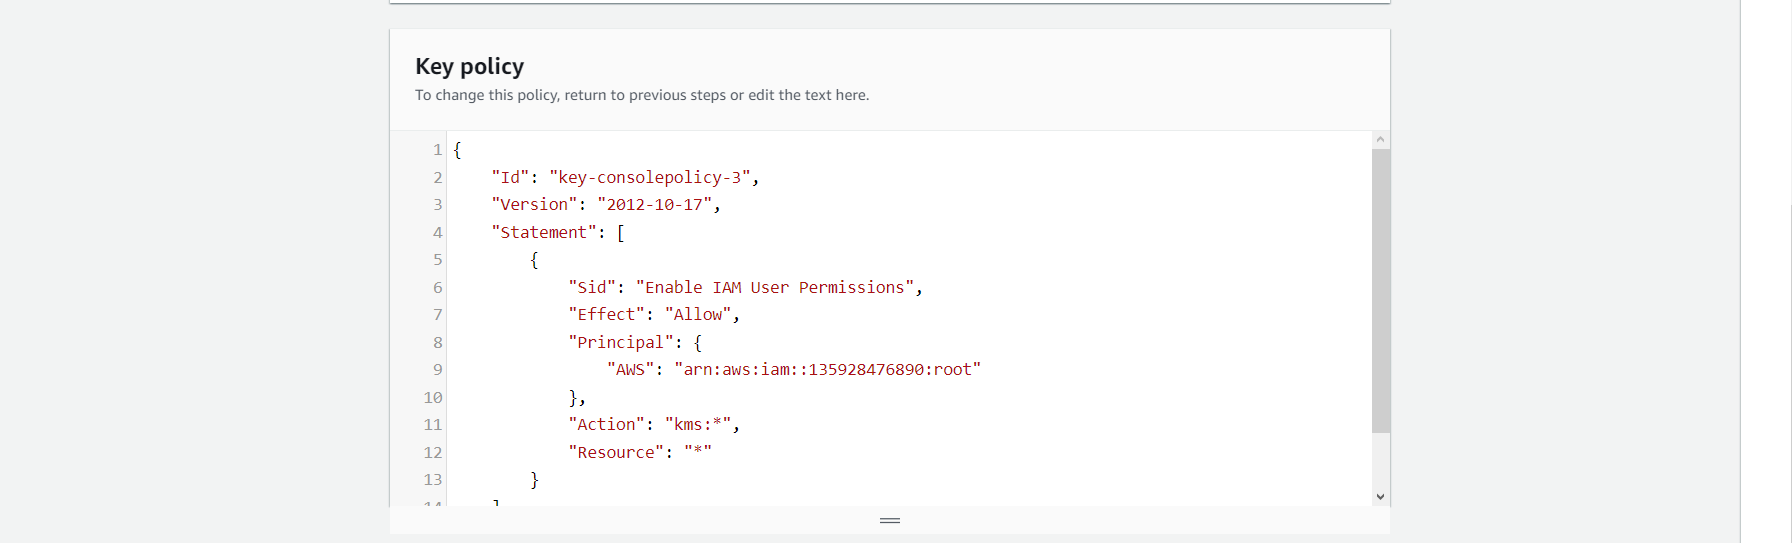 Key policy
To change this policy, return to previous steps or edit the text here.
1 {
2 "Id": "key-consolepolicy-3",
3 "Version": "2012-10-17",
4 "Statement": [
5 {
6 "Sid": "Enable IAM User Permissions",
7 "Effect": "Allow",
8 "Principal": {
9 "AWS": "arn:aws:iam::135928476890:root"
10 },
11 "Action": "kms:*",
12 "Resource": "*"
13 }
14 ]